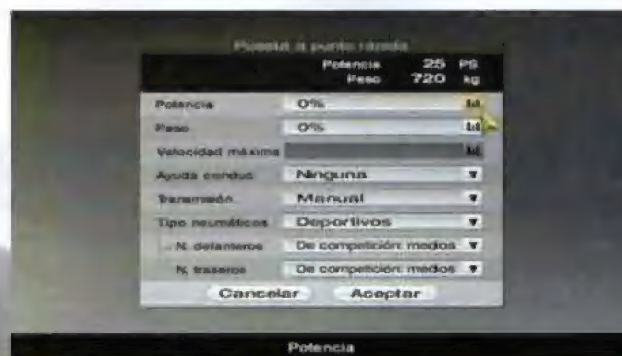 Puesta a punto rápida
Potencia 25 PS
Peso 720 kg
Potencia 0%
Peso 0%
Velocidad máxima
Ayuda conduc. Ninguna
Transmisión Manual
Tipo neumáticos Deportivos
N. delanteros De competición: medios
N. traseros De competición: medios
Cancelar Aceptar
Potencia